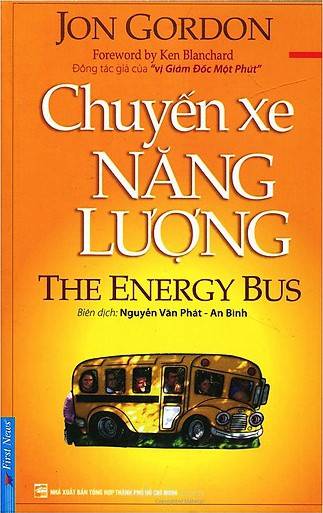 JON GORDON
Foreword by Ken Blanchard
Đồng tác giả của "vị Giám Đốc Một Phút"
Chuyến xe
NĂNG
LƯỢNG
THE ENERGY BUS
Biên dịch: Nguyễn Văn Phát - An Bình
First News
NHÀ XUẤT BẢN TỔNG HỢP THÀNH PHỐ HỒ CHÍ MINH